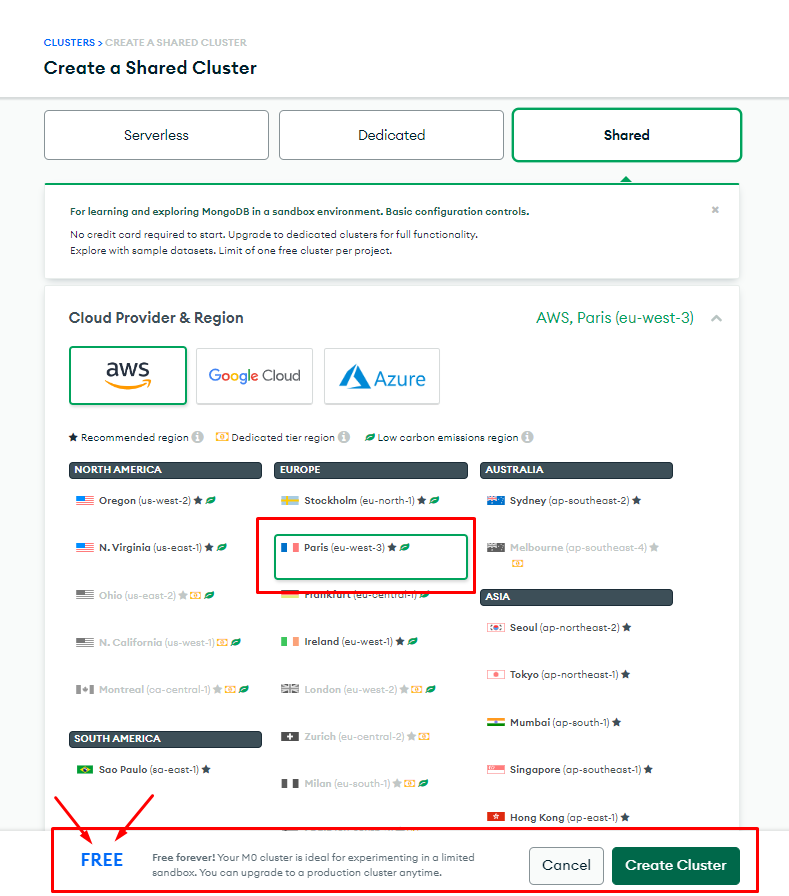 CLUSTERS > CREATE A SHARED CLUSTER
Create a Shared Cluster
Serverless
Dedicated
Shared
For learning and exploring MongoDB in a sandbox environment. Basic configuration controls.
No credit card required to start. Upgrade to dedicated clusters for full functionality.
Explore with sample datasets. Limit of one free cluster per project.
Cloud Provider & Region
AWS, Paris (eu-west-3)
aws
Google Cloud
Azure
Recommended region
Dedicated tier region
Low carbon emissions region
NORTH AMERICA
Oregon (us-west-2)
N. Virginia (us-east-1)
Ohio (us-east-2)
N. California (us-west-1)
Montreal (ca-central-1)
SOUTH AMERICA
Sao Paulo (sa-east-1)
EUROPE
Stockholm (eu-north-1)
Paris (eu-west-3)
Frankfurt (eu-central-1)
Ireland (eu-west-1)
London (eu-west-2)
Zurich (eu-central-2)
Milan (eu-south-1)
AUSTRALIA
Sydney (ap-southeast-2)
Melbourne (ap-southeast-4)
ASIA
Seoul (ap-northeast-2)
Tokyo (ap-northeast-1)
Mumbai (ap-south-1)
Singapore (ap-southeast-1)
Hong Kong (ap-east-1)
FREE
Free forever! Your M0 cluster is ideal for experimenting in a limited
sandbox. You can upgrade to a production cluster anytime.
Cancel
Create Cluster